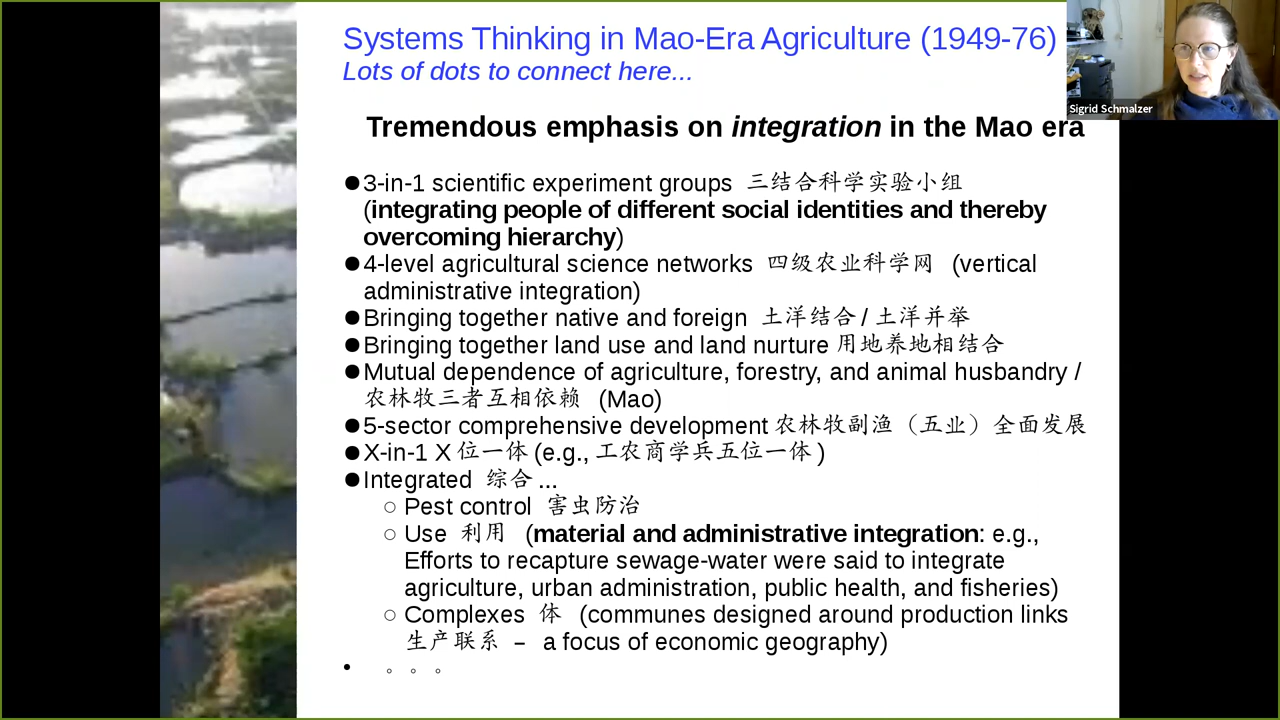 Systems Thinking in Mao-Era Agriculture (1949-76)
Lots of dots to connect here...
Sigrid Schmalzer
Tremendous emphasis on integration in the Mao era
●3-in-1 scientific experiment groups 三结合科学实验小组
(integrating people of different social identities and thereby
overcoming hierarchy)
●4-level agricultural science networks 四级农业科学网 (vertical
administrative integration)
●Bringing together native and foreign 土洋结合 / 土洋并举
●Bringing together land use and land nurture 用地养地相结合
●Mutual dependence of agriculture, forestry, and animal husbandry /
农林牧三者互相依赖 (Mao)
●5-sector comprehensive development 农林牧副渔（五业）全面发展
●X-in-1 X 位一体 (e.g., 工农商学兵五位一体 )
●Integrated 综合 ...
○ Pest control 害虫防治
○ Use 利用 (material and administrative integration: e.g.,
Efforts to recapture sewage-water were said to integrate
agriculture, urban administration, public health, and fisheries)
○ Complexes 体 (communes designed around production links
生产联系 – a focus of economic geography)
• 。。。